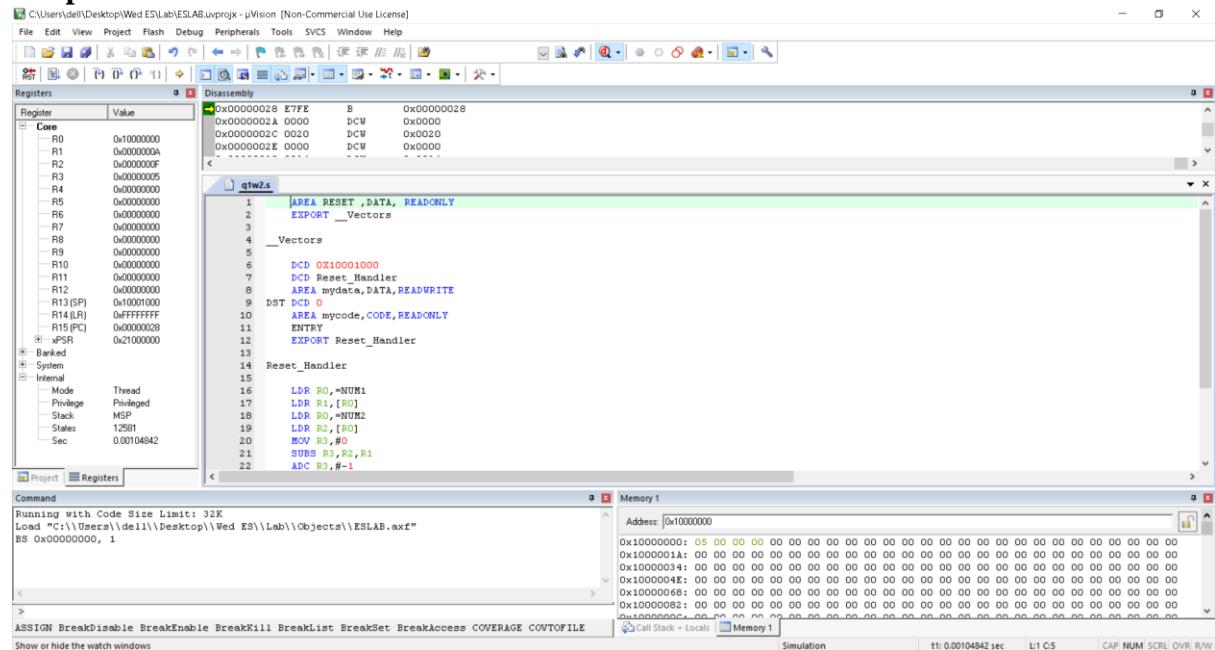 C:\Users\dell\Desktop\Wed ES\Lab\ESLAB.uvprojx - µVision [Non-Commercial Use License]
File Edit View Project Flash Debug Peripherals Tools SVCS Window Help
Registers
Register Value
Core
R0 0x10000000
R1 0x0000000A
R2 0x0000000F
R3 0x00000005
R4 0x00000000
R5 0x00000000
R6 0x00000000
R7 0x00000000
R8 0x00000000
R9 0x00000000
R10 0x00000000
R11 0x00000000
R12 0x00000000
R13 (SP) 0x10001000
R14 (LR) 0xFFFFFFFF
R15 (PC) 0x00000028
xPSR 0x21000000
Banked
System
Internal
Mode Thread
Privilege Privileged
Stack MSP
States 12581
Sec 0.00104842
Project Registers
Disassembly
0x00000028 E7FE B 0x00000028
0x0000002A 0000 DCW 0x0000
0x0000002C 0020 DCW 0x0020
0x0000002E 0000 DCW 0x0000
q1w2.s
1 AREA RESET ,DATA, READONLY
2 EXPORT __Vectors
3
4 __Vectors
5
6 DCD 0X10001000
7 DCD Reset_Handler
8 AREA mydata,DATA,READWRITE
9 DST DCD 0
10 AREA mycode,CODE,READONLY
11 ENTRY
12 EXPORT Reset_Handler
13
14 Reset_Handler
15
16 LDR R0,=NUM1
17 LDR R1,[R0]
18 LDR R0,=NUM2
19 LDR R2,[R0]
20 MOV R3,#0
21 SUBS R3,R2,R1
22 ADC R3,#-1
Command
Running with Code Size Limit: 32K
Load "C:\\Users\\dell\\Desktop\\Wed ES\\Lab\\Objects\\ESLAB.axf"
BS 0x00000000, 1
>
ASSIGN BreakDisable BreakEnable BreakKill BreakList BreakSet BreakAccess COVERAGE COVTOFILE
Memory 1
Address: 0x10000000
0x10000000: 05 00 00 00 00 00 00 00 00 00 00 00 00 00 00 00 00 00 00 00 00 00 00 00 00 00
0x1000001A: 00 00 00 00 00 00 00 00 00 00 00 00 00 00 00 00 00 00 00 00 00 00 00 00 00 00
0x10000034: 00 00 00 00 00 00 00 00 00 00 00 00 00 00 00 00 00 00 00 00 00 00 00 00 00 00
0x1000004E: 00 00 00 00 00 00 00 00 00 00 00 00 00 00 00 00 00 00 00 00 00 00 00 00 00 00
0x10000068: 00 00 00 00 00 00 00 00 00 00 00 00 00 00 00 00 00 00 00 00 00 00 00 00 00 00
0x10000082: 00 00 00 00 00 00 00 00 00 00 00 00 00 00 00 00 00 00 00 00 00 00 00 00 00 00
Call Stack + Locals Memory 1
Show or hide the watch windows Simulation t1: 0.00104842 sec L:1 C:5 CAP NUM SCRL OVR R/W